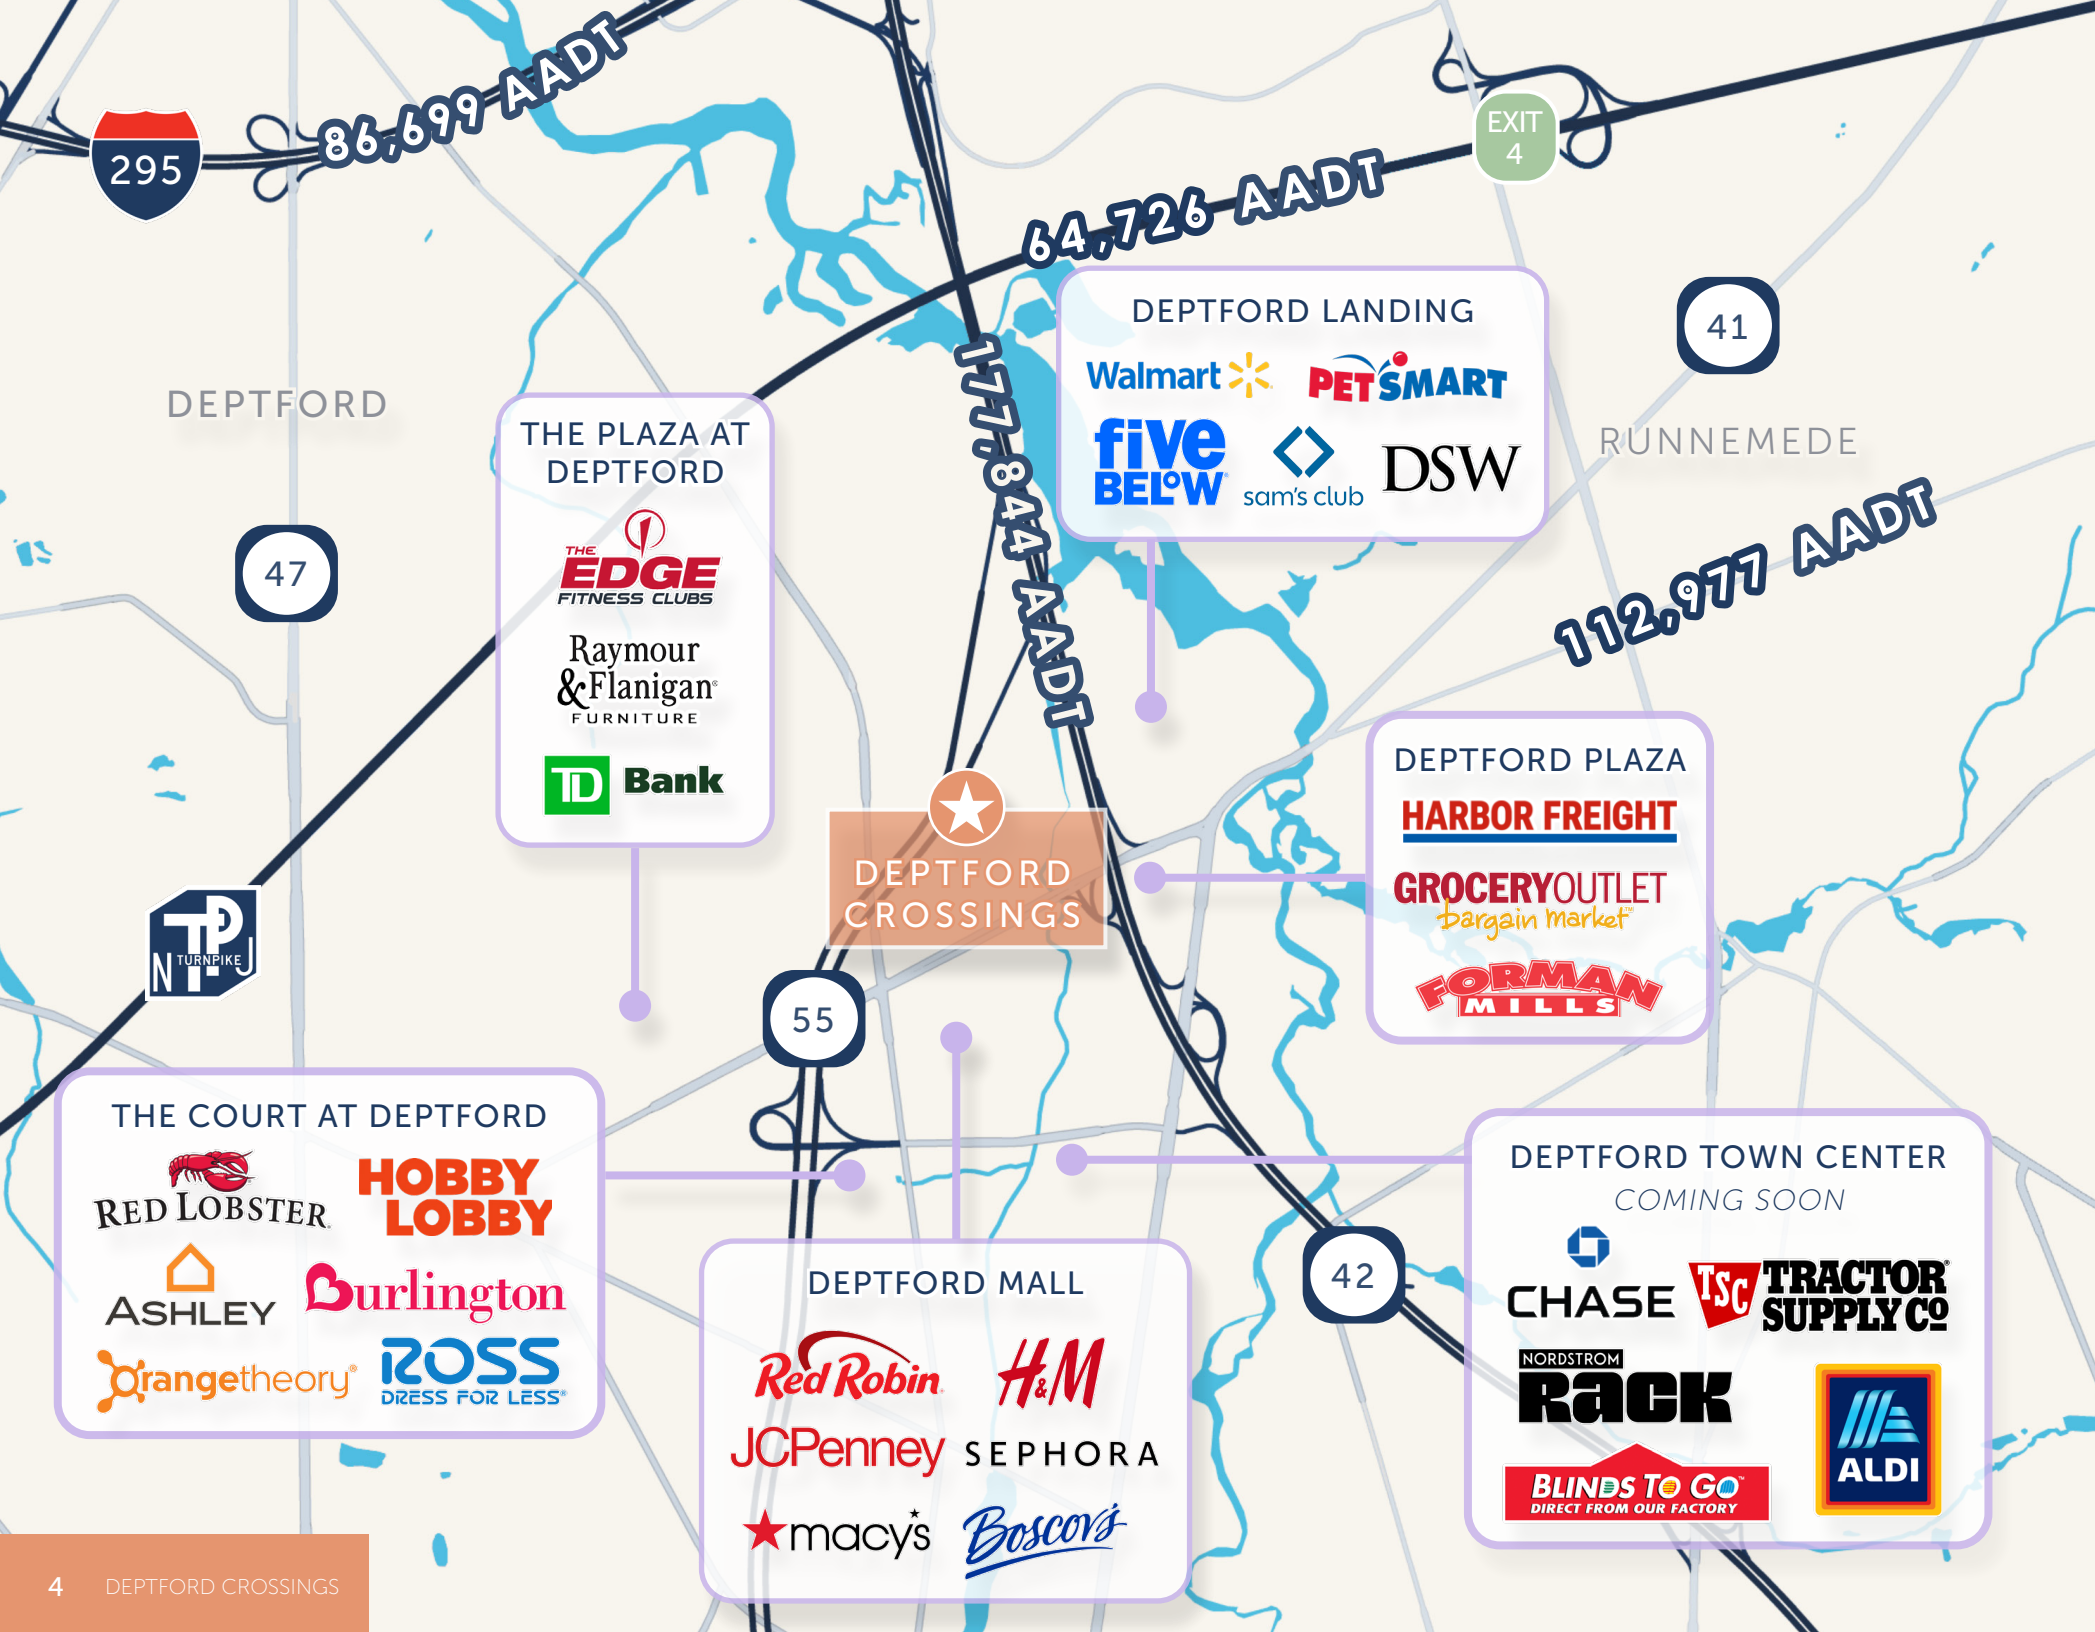 86,699 AADT
295
EXIT
4
64,726 AADT
177,844 AADT
DEPTFORD LANDING
Walmart
PETSMART
five
BELOW
sam's club
DSW
41
DEPTFORD
RUNNEMEDE
THE PLAZA AT
DEPTFORD
THE
EDGE
FITNESS CLUBS
Raymour
&Flanigan
FURNITURE
TD Bank
47
112,977 AADT
DEPTFORD PLAZA
HARBOR FREIGHT
GROCERYOUTLET
bargain market
FORMAN
MILLS
DEPTFORD
CROSSINGS
TP
N TURNPIKE J
55
THE COURT AT DEPTFORD
RED LOBSTER
HOBBY
LOBBY
ASHLEY
Burlington
Orangetheory®
ROSS
DRESS FOR LESS®
DEPTFORD MALL
Red Robin
H&M
JCPenney
SEPHORA
macy's
Boscov's
42
DEPTFORD TOWN CENTER
COMING SOON
CHASE
TSC
TRACTOR
SUPPLY CO
NORDSTROM
rack
BLINDS TO GO™
DIRECT FROM OUR FACTORY
ALDI
4 DEPTFORD CROSSINGS